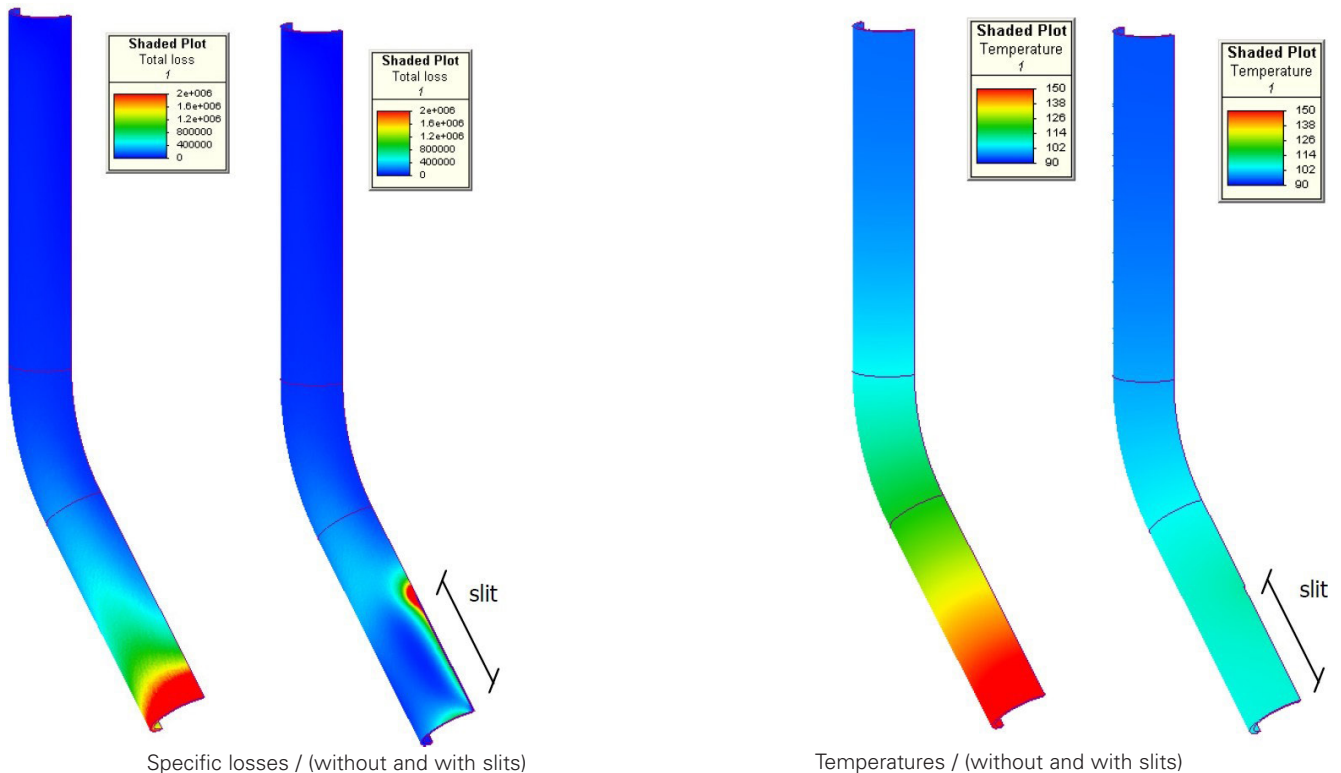 Shaded Plot
Total loss
1
2e+006
1.6e+006
1.2e+006
800000
400000
0
Shaded Plot
Total loss
1
2e+006
1.6e+006
1.2e+006
800000
400000
0
slit
Specific losses / (without and with slits)
Shaded Plot
Temperature
1
150
138
126
114
102
90
Shaded Plot
Temperature
1
150
138
126
114
102
90
slit
Temperatures / (without and with slits)